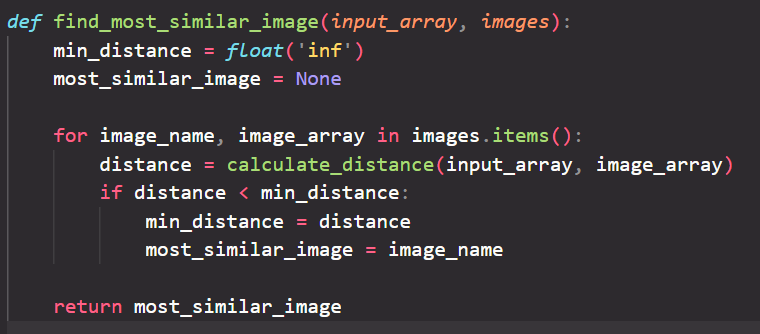 def find_most_similar_image(input_array, images):
    min_distance = float('inf')
    most_similar_image = None

    for image_name, image_array in images.items():
        distance = calculate_distance(input_array, image_array)
        if distance < min_distance:
            min_distance = distance
            most_similar_image = image_name

    return most_similar_image